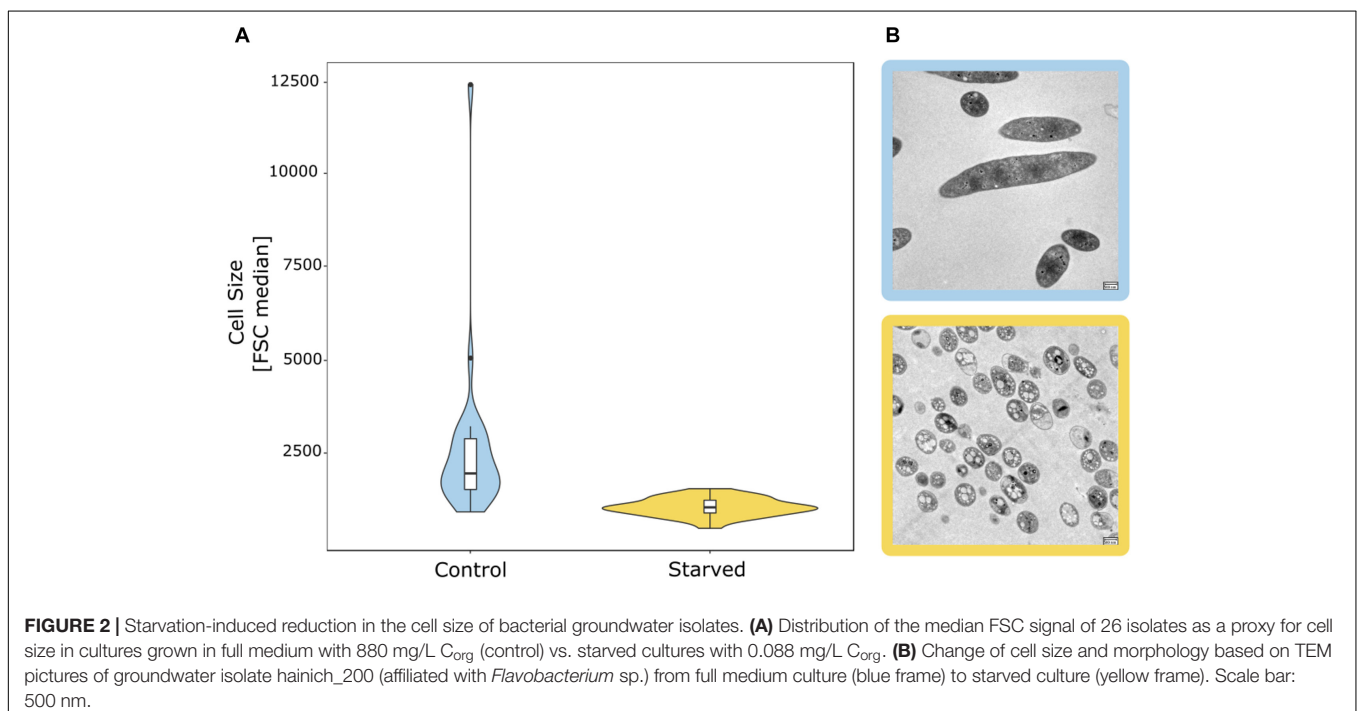 A
B
12500
10000
7500
5000
2500
Cell Size
[FSC median]
Control
Starved
FIGURE 2 | Starvation-induced reduction in the cell size of bacterial groundwater isolates. (A) Distribution of the median FSC signal of 26 isolates as a proxy for cell
size in cultures grown in full medium with 880 mg/L Corg (control) vs. starved cultures with 0.088 mg/L Corg. (B) Change of cell size and morphology based on TEM
pictures of groundwater isolate hainich_200 (affiliated with Flavobacterium sp.) from full medium culture (blue frame) to starved culture (yellow frame). Scale bar:
500 nm.